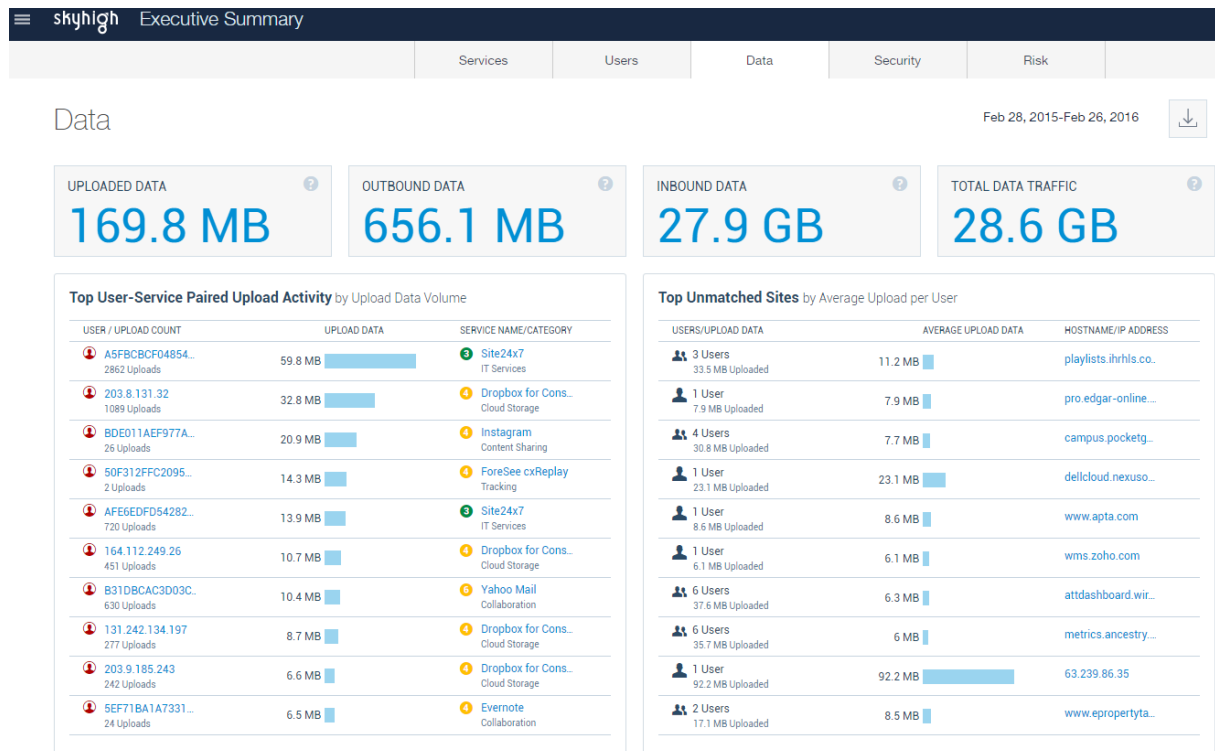 skyhigh Executive Summary
Services Users Data Security Risk
Data
Feb 28, 2015-Feb 26, 2016
UPLOADED DATA ?
169.8 MB
OUTBOUND DATA ?
656.1 MB
INBOUND DATA ?
27.9 GB
TOTAL DATA TRAFFIC ?
28.6 GB
Top User-Service Paired Upload Activity by Upload Data Volume
USER / UPLOAD COUNT UPLOAD DATA SERVICE NAME/CATEGORY
A5FBCBCF04854... 59.8 MB 3 Site24x7
2862 Uploads IT Services
203.8.131.32 32.8 MB 4 Dropbox for Cons...
1089 Uploads Cloud Storage
BDE011AEF977A... 20.9 MB 4 Instagram
26 Uploads Content Sharing
50F312FFC2095... 14.3 MB 4 ForeSee cxReplay
2 Uploads Tracking
AFE6EDFD54282... 13.9 MB 3 Site24x7
720 Uploads IT Services
164.112.249.26 10.7 MB 4 Dropbox for Cons...
451 Uploads Cloud Storage
B31DBCAC3D03C... 10.4 MB 6 Yahoo Mail
630 Uploads Collaboration
131.242.134.197 8.7 MB 4 Dropbox for Cons...
277 Uploads Cloud Storage
203.9.185.243 6.6 MB 4 Dropbox for Cons...
242 Uploads Cloud Storage
5EF71BA1A7331... 6.5 MB 4 Evernote
24 Uploads Collaboration
Top Unmatched Sites by Average Upload per User
USERS/UPLOAD DATA AVERAGE UPLOAD DATA HOSTNAME/IP ADDRESS
3 Users 11.2 MB playlists.ihrhls.co...
33.5 MB Uploaded
1 User 7.9 MB pro.edgar-online....
7.9 MB Uploaded
4 Users 7.7 MB campus.pocketg...
30.8 MB Uploaded
1 User 23.1 MB dellcloud.nexuso...
23.1 MB Uploaded
1 User 8.6 MB www.apta.com
8.6 MB Uploaded
1 User 6.1 MB wms.zoho.com
6.1 MB Uploaded
6 Users 6.3 MB attdashboard.wir...
37.6 MB Uploaded
6 Users 6 MB metrics.ancestry....
35.7 MB Uploaded
1 User 92.2 MB 63.239.86.35
92.2 MB Uploaded
2 Users 8.5 MB www.epropertyta...
17.1 MB Uploaded